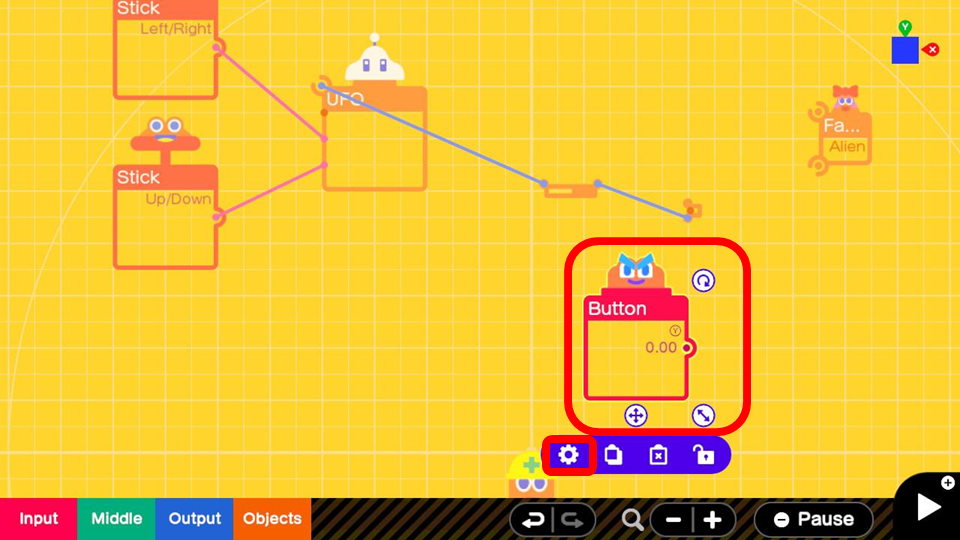 Stick
Left/Right
Y
X
UFO
Fa...
Alien
Stick
Up/Down
Button
Y
0.00
Input
Middle
Output
Objects
Pause